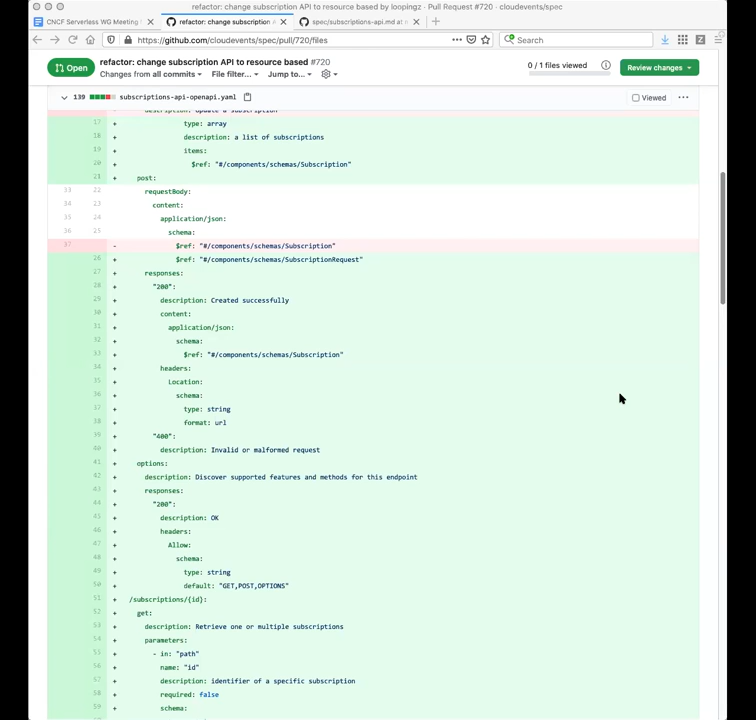 refactor: change subscription API to resource based by loopingz · Pull Request #720 · cloudevents/spec
CNCF Serverless WG Meeting
refactor: change subscription
spec/subscriptions-api.md at
https://github.com/cloudevents/spec/pull/720/files
Search
Open
refactor: change subscription API to resource based #720
Changes from all commits
File filter...
Jump to...
0 / 1 files viewed
Review changes
139 subscriptions-api-openapi.yaml
Viewed
description: Update a subscription
17 + type: array
18 + description: a list of subscriptions
19 + items:
20 + $ref: "#/components/schemas/Subscription"
21 + post:
33 22 requestBody:
34 23 content:
35 24 application/json:
36 25 schema:
37 - $ref: "#/components/schemas/Subscription"
26 + $ref: "#/components/schemas/SubscriptionRequest"
27 + responses:
28 + "200":
29 + description: Created successfully
30 + content:
31 + application/json:
32 + schema:
33 + $ref: "#/components/schemas/Subscription"
34 + headers:
35 + Location:
36 + schema:
37 + type: string
38 + format: url
39 + "400":
40 + description: Invalid or malformed request
41 + options:
42 + description: Discover supported features and methods for this endpoint
43 + responses:
44 + "200":
45 + description: OK
46 + headers:
47 + Allow:
48 + schema:
49 + type: string
50 + default: "GET,POST,OPTIONS"
51 + /subscriptions/{id}:
52 + get:
53 + description: Retrieve one or multiple subscriptions
54 + parameters:
55 + - in: "path"
56 + name: "id"
57 + description: identifier of a specific subscription
58 + required: false
59 + schema: